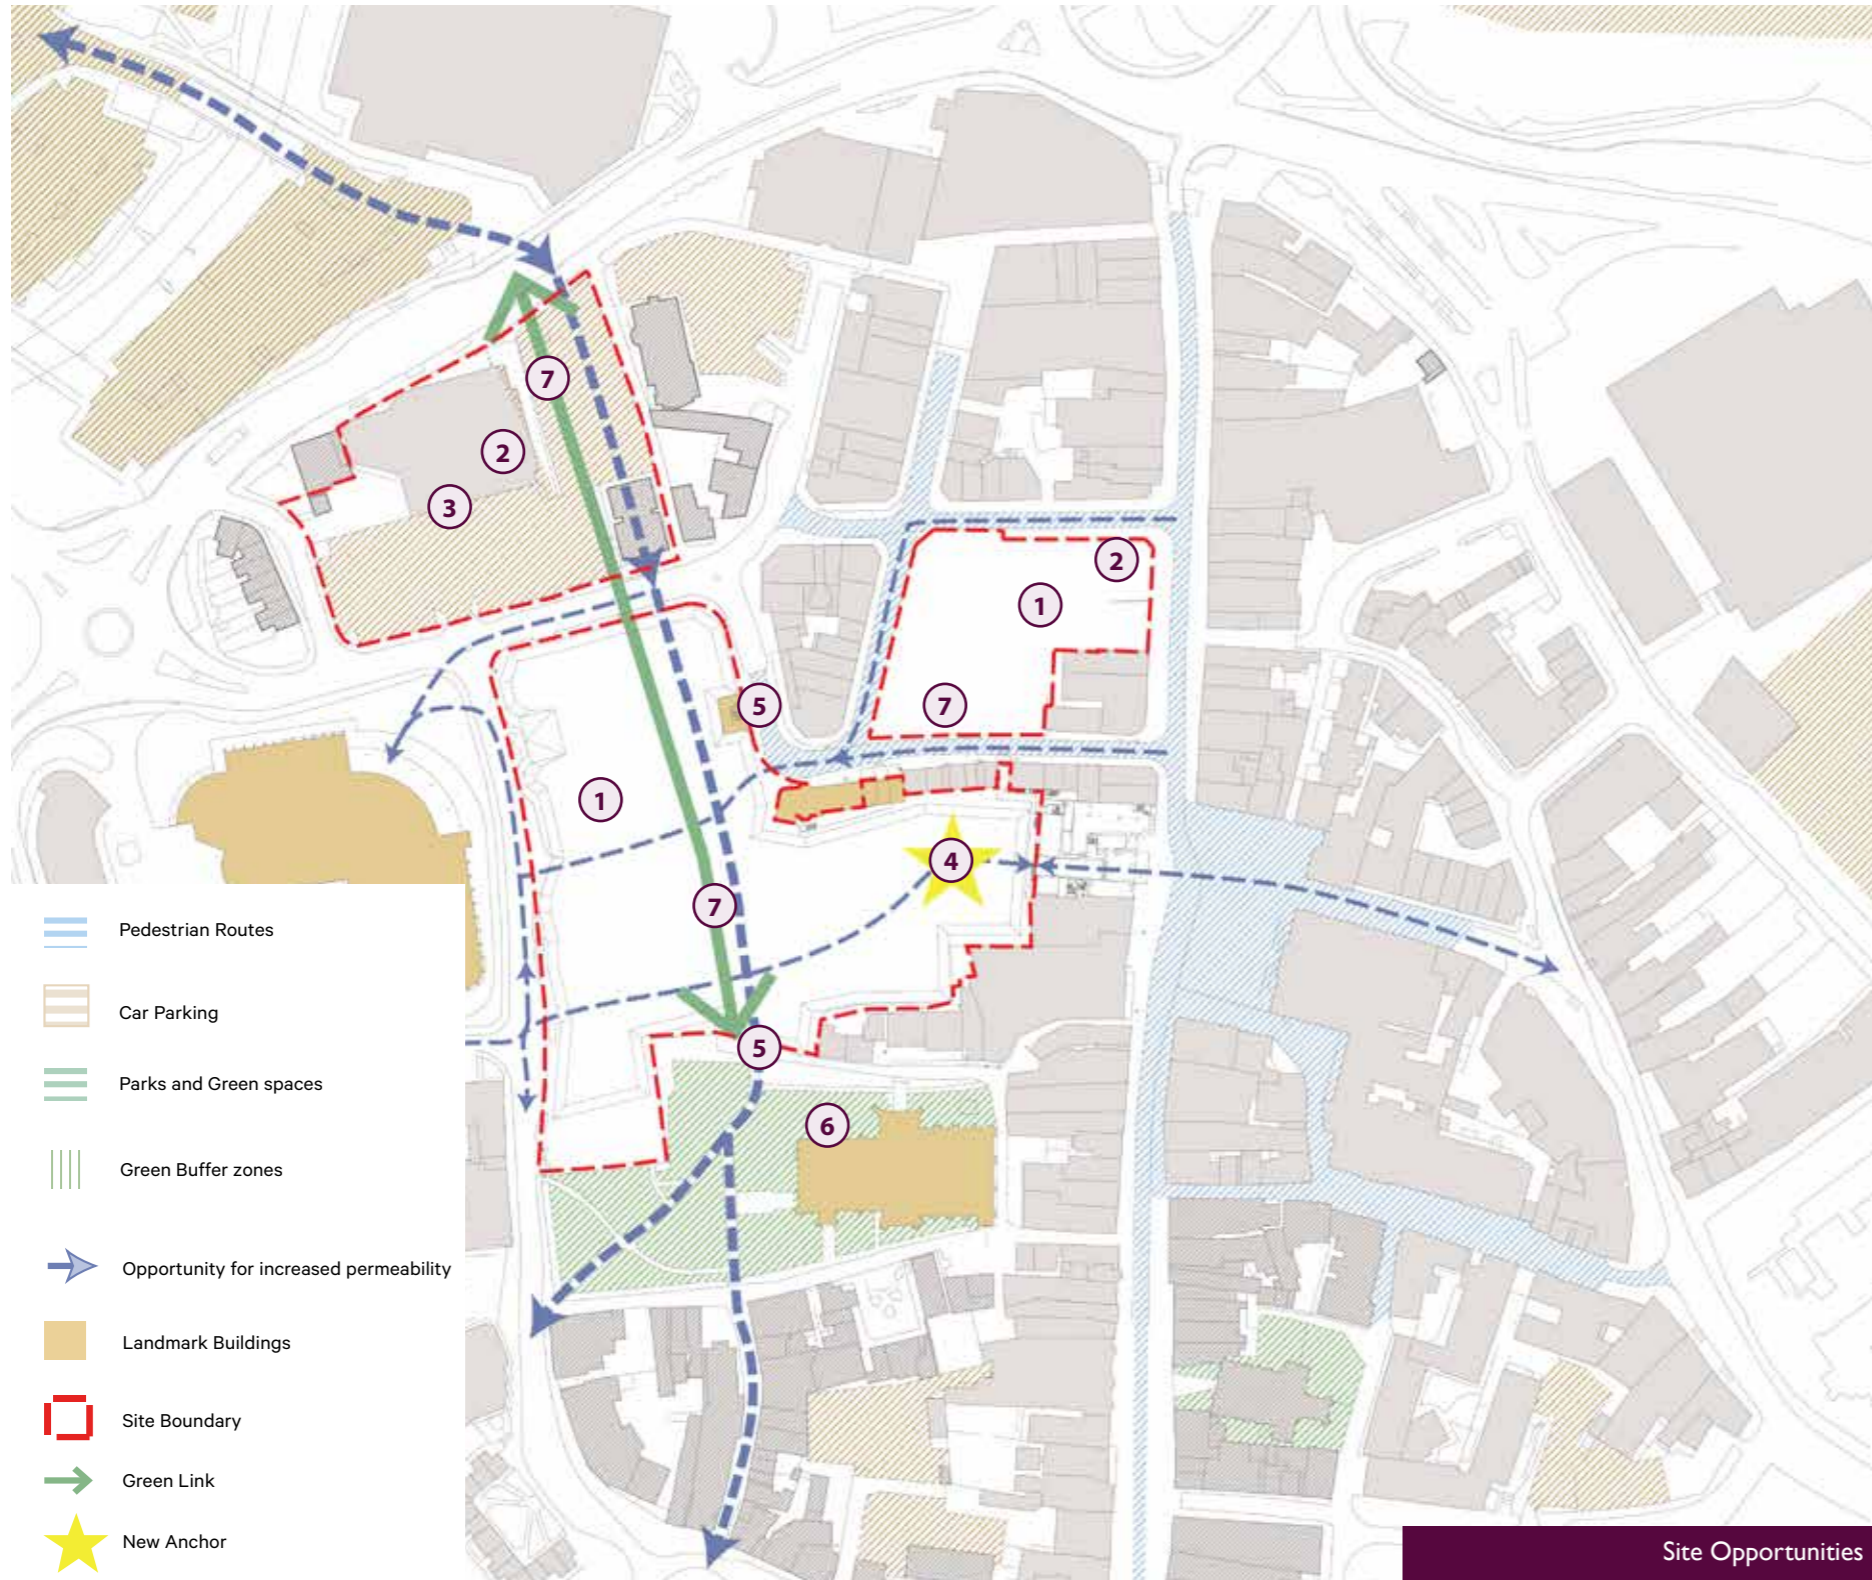 7
2
3
2
1
7
5
1
4
7
5
6
Pedestrian Routes
Car Parking
Parks and Green spaces
Green Buffer zones
Opportunity for increased permeability
Landmark Buildings
Site Boundary
Green Link
New Anchor
Site Opportunities